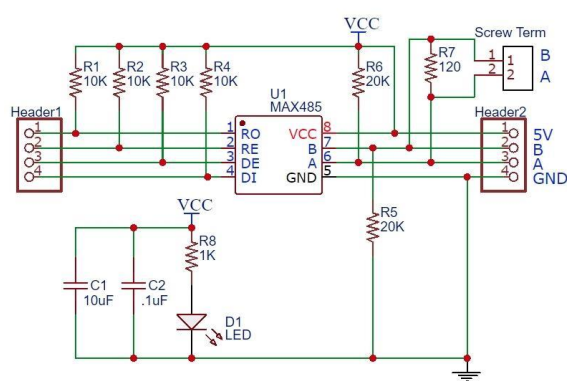 VCC
Screw Term
R1
10K
R2
10K
R3
10K
R4
10K
R6
20K
R7
120
1
2
1
2
B
A
U1
MAX485
Header1
1
2
3
4
1
2
3
4
RO
RE
DE
DI
VCC
B
A
GND
8
7
6
5
Header2
1
2
3
4
5V
B
A
GND
R5
20K
VCC
R8
1K
C1
10uF
C2
.1uF
D1
LED